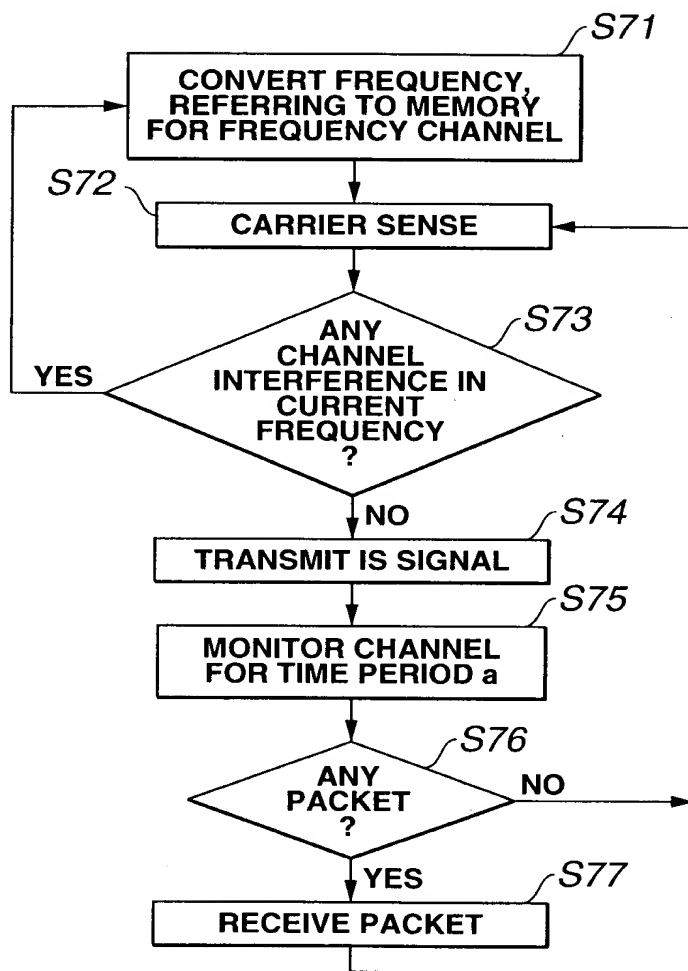 S71
CONVERT FREQUENCY,
REFERRING TO MEMORY
FOR FREQUENCY CHANNEL
S72
CARRIER SENSE
S73
ANY
CHANNEL
INTERFERENCE IN
CURRENT
FREQUENCY
?
YES
NO
S74
TRANSMIT IS SIGNAL
S75
MONITOR CHANNEL
FOR TIME PERIOD a
S76
ANY
PACKET
?
NO
YES
S77
RECEIVE PACKET